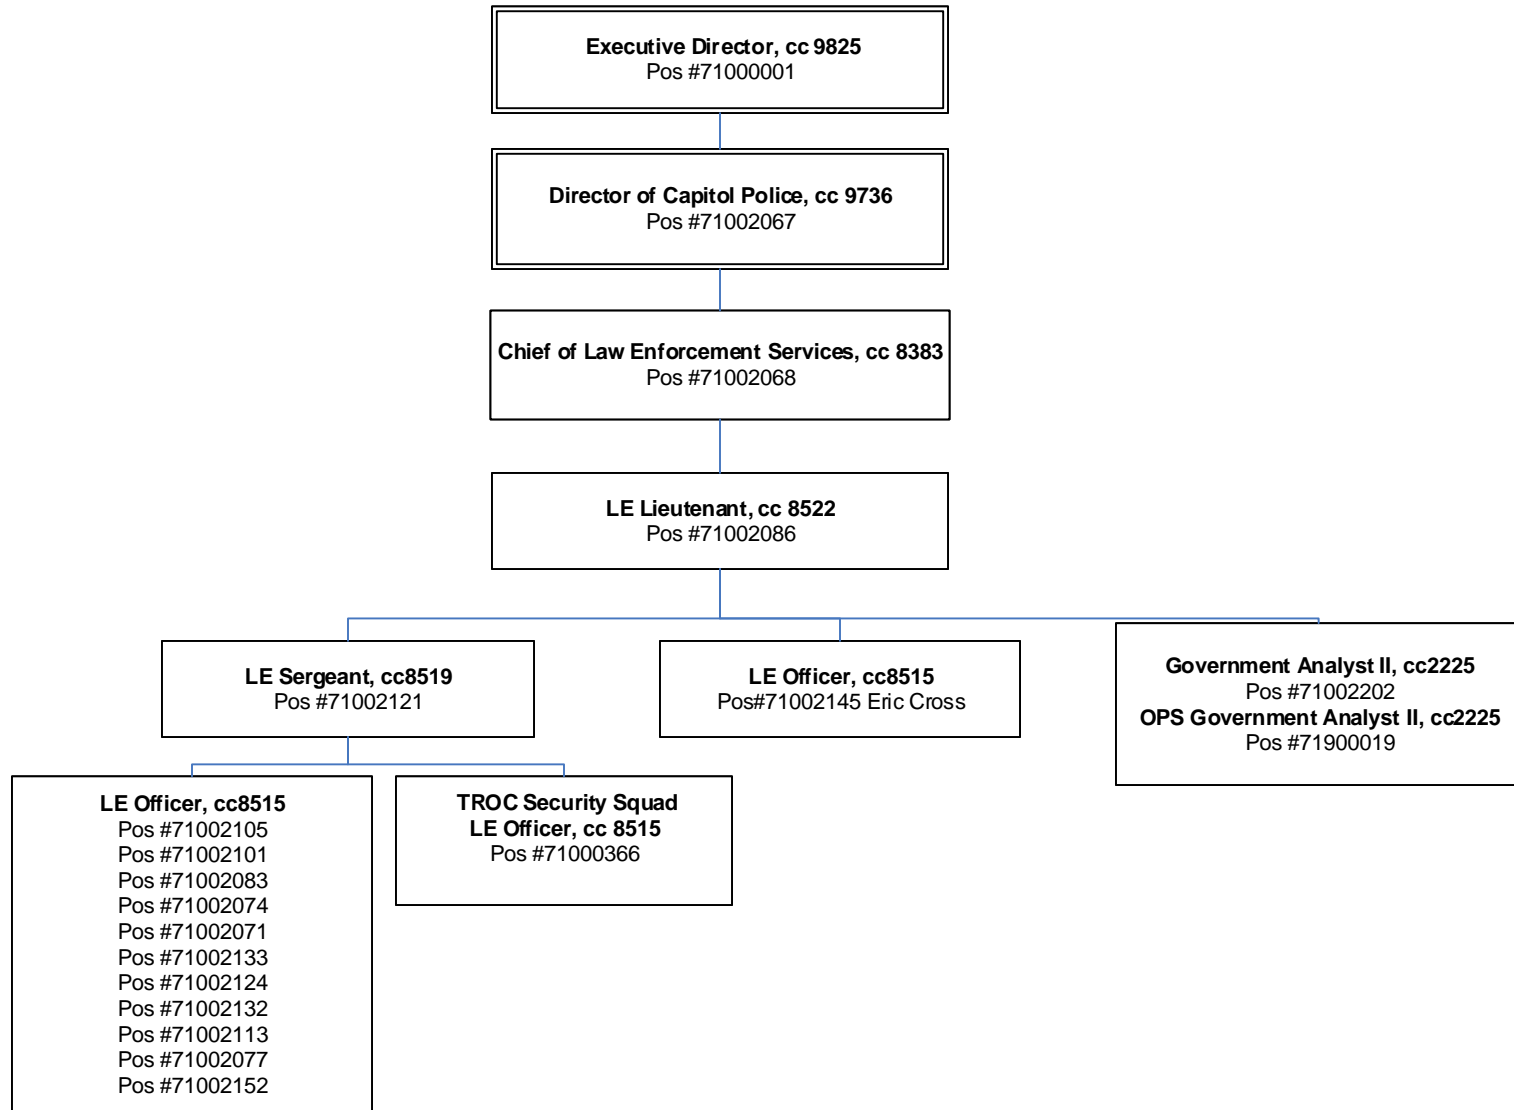 Executive Director, cc 9825
Pos #71000001
Director of Capitol Police, cc 9736
Pos #71002067
Chief of Law Enforcement Services, cc 8383
Pos #71002068
LE Lieutenant, cc 8522
Pos #71002086
LE Sergeant, cc8519
Pos #71002121
LE Officer, cc8515
Pos#71002145 Eric Cross
Government Analyst II, cc2225
Pos #71002202
OPS Government Analyst II, cc2225
Pos #71900019
LE Officer, cc8515
Pos #71002105
Pos #71002101
Pos #71002083
Pos #71002074
Pos #71002071
Pos #71002133
Pos #71002124
Pos #71002132
Pos #71002113
Pos #71002077
Pos #71002152
TROC Security Squad
LE Officer, cc 8515
Pos #71000366